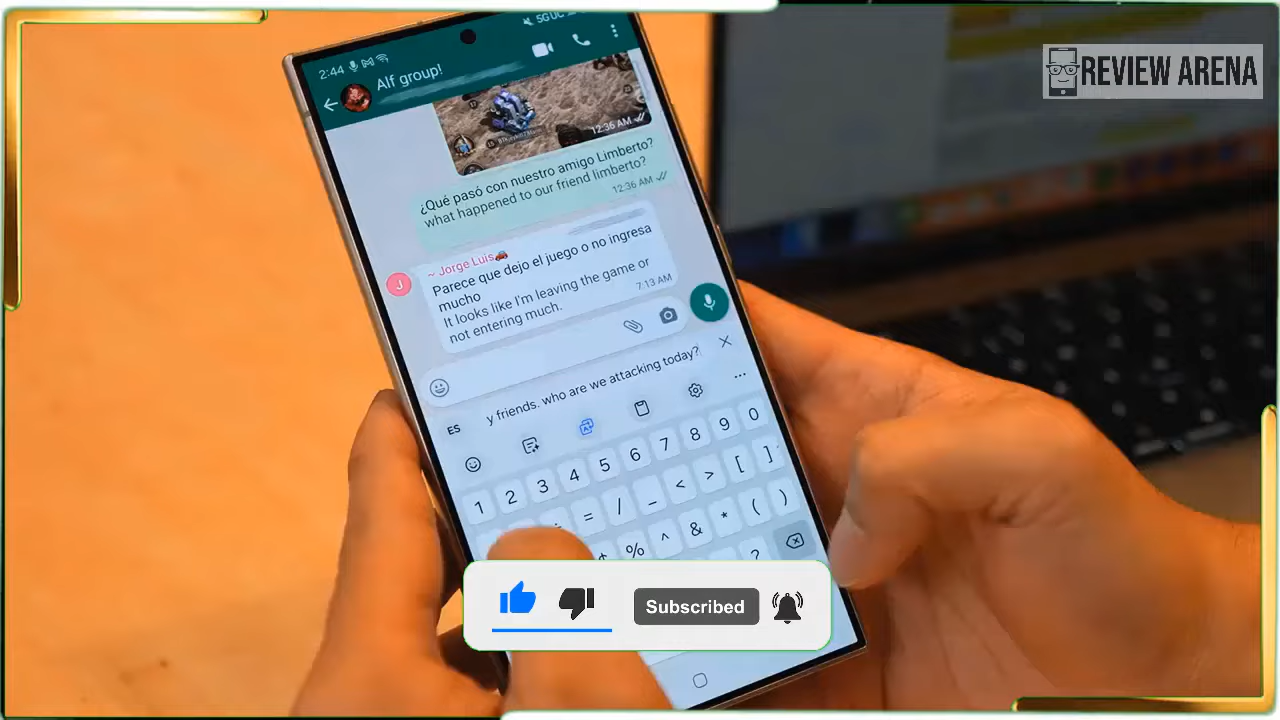 REVIEW ARENA
2:44
5G UC
Alf group!
12:36 AM
¿Qué pasó con nuestro amigo Limberto?
what happened to our friend limberto?
12:36 AM
~ Jorge Luis
J
Parece que dejo el juego o no ingresa
mucho
It looks like I'm leaving the game or
not entering much.
7:13 AM
y friends. who are we attacking today?
ES
1 2 3 4 5 6 7 8 9 0
= / _ < > [ ]
% ^ & * ( )
?
Subscribed